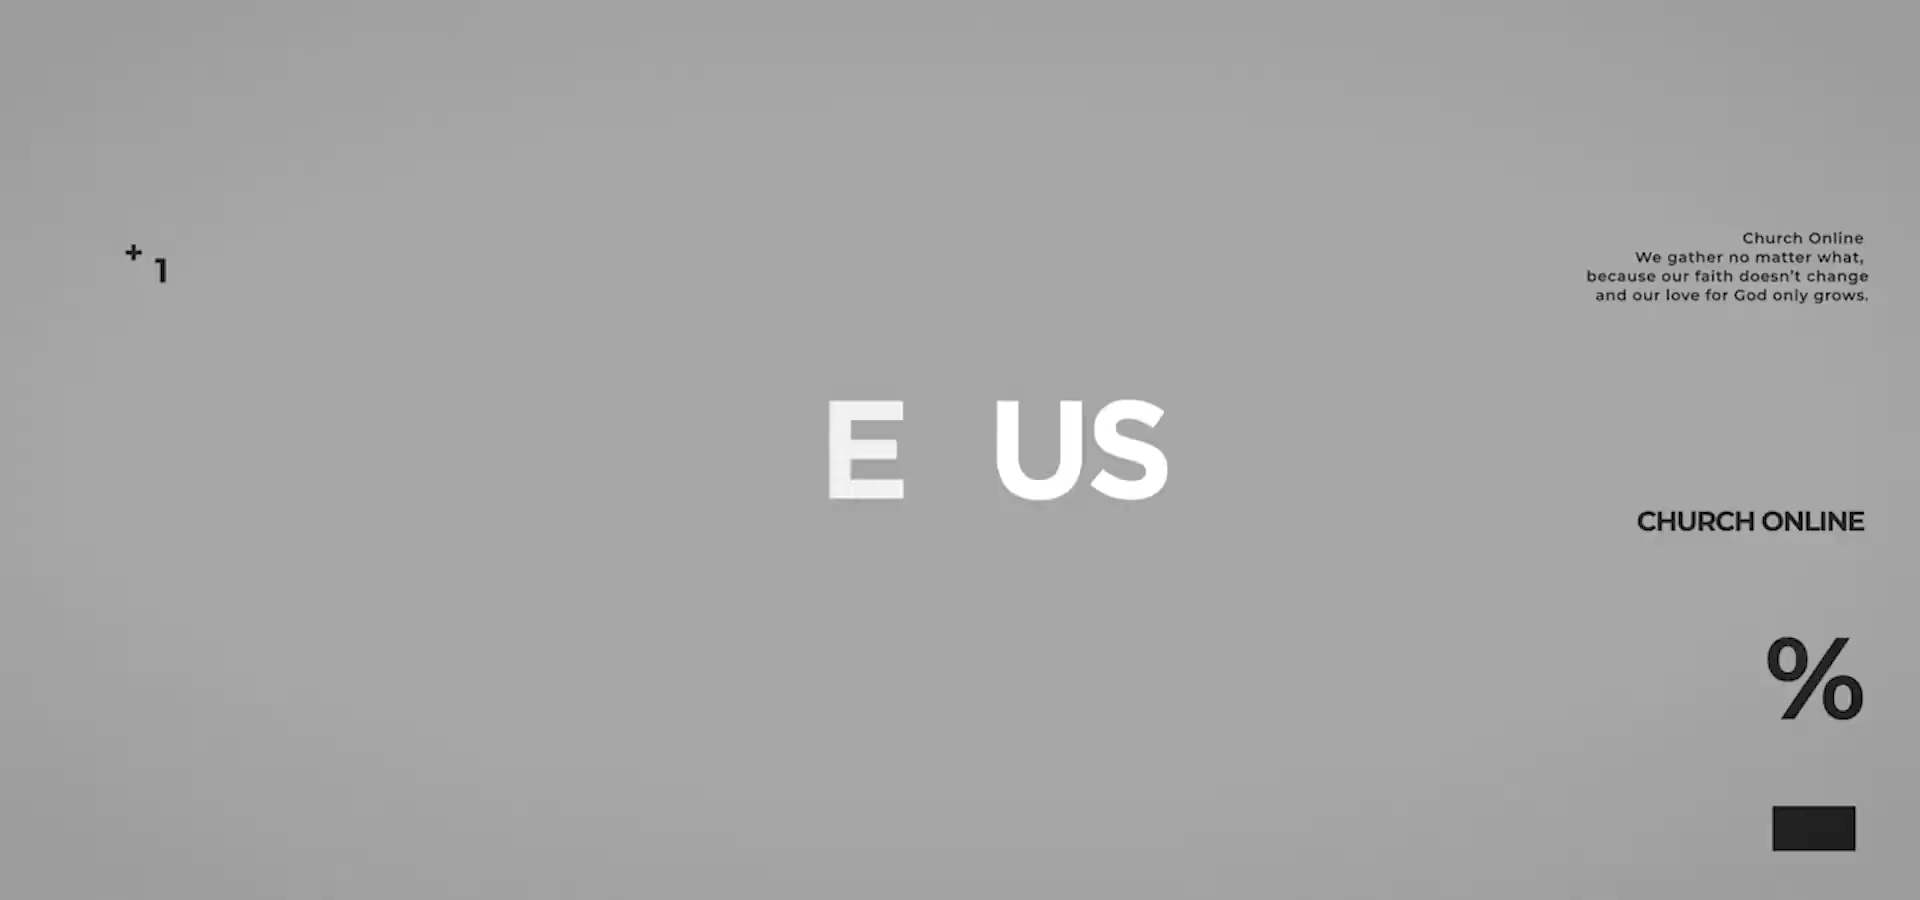 + 1
Church Online
We gather no matter what,
because our faith doesn't change
and our love for God only grows.
E US
CHURCH ONLINE
%